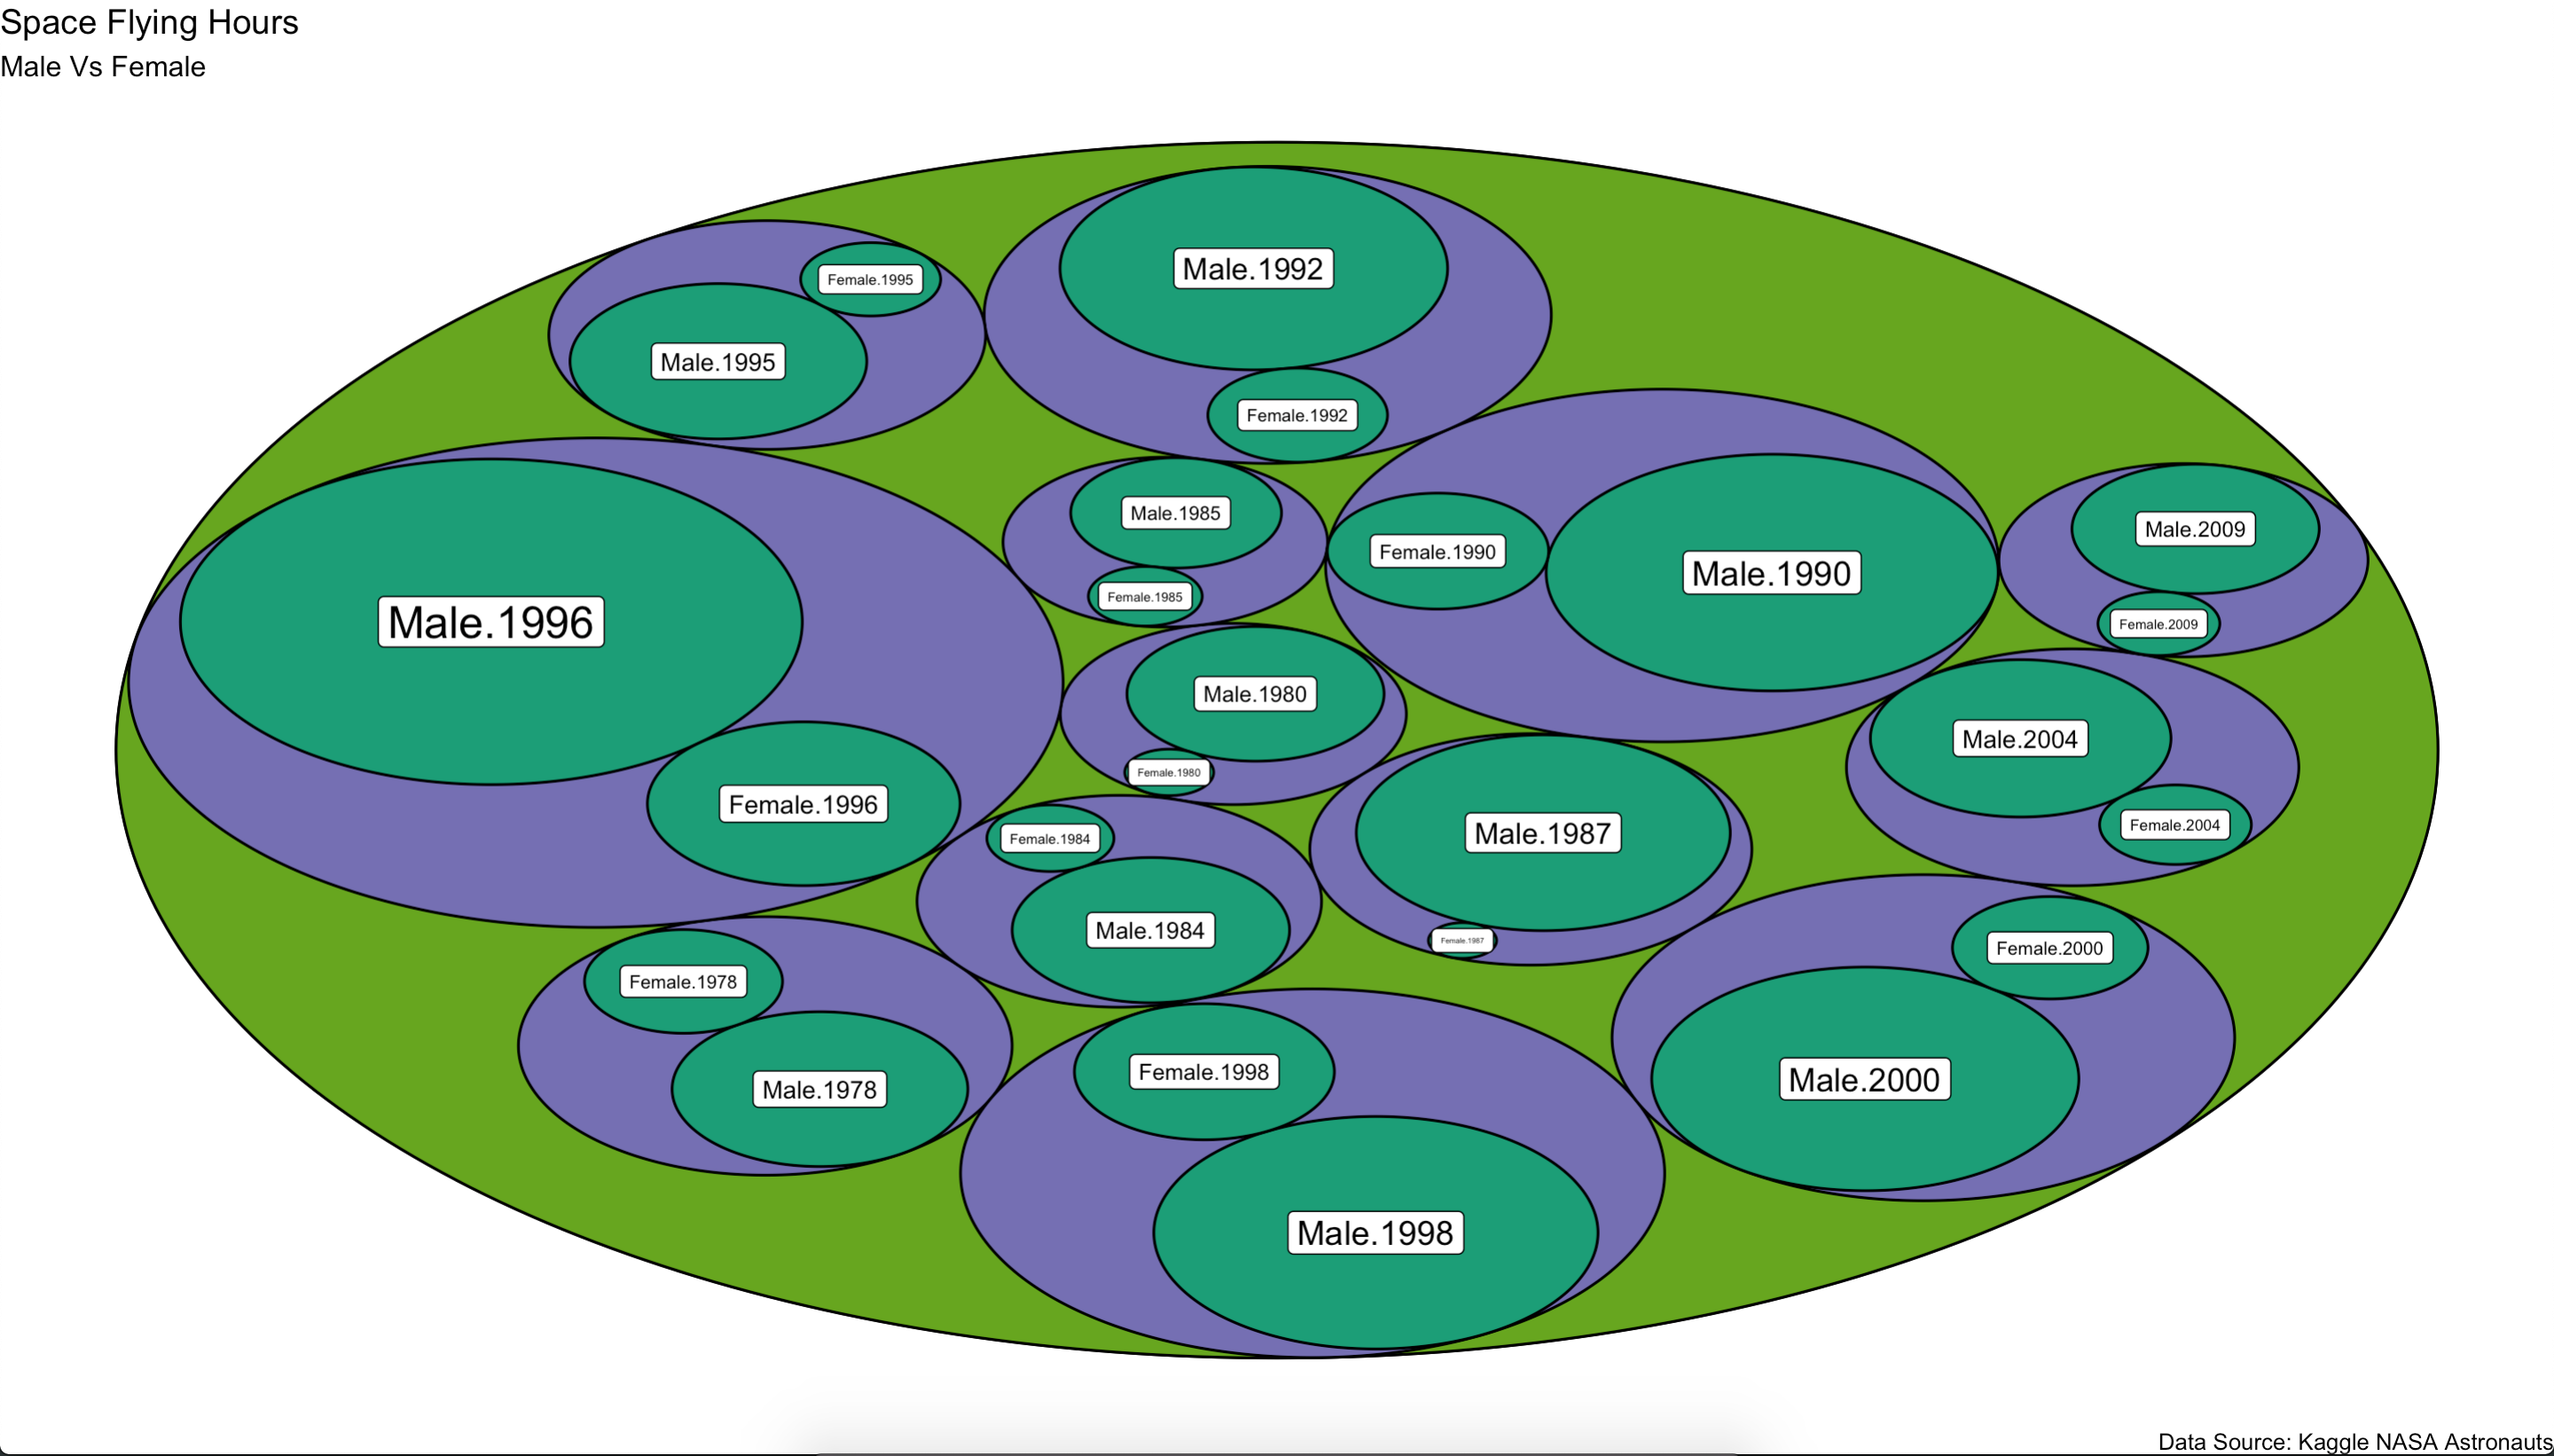 Space Flying Hours
Male Vs Female
Female.1995
Male.1992
Male.1995
Female.1992
Male.1985
Female.1990
Male.1990
Male.2009
Female.1985
Female.2009
Male.1996
Male.1980
Male.2004
Female.1980
Female.1996
Female.2004
Female.1984
Male.1987
Male.1984
Female.1987
Female.2000
Female.1978
Female.1998
Male.2000
Male.1978
Male.1998
Data Source: Kaggle NASA Astronauts